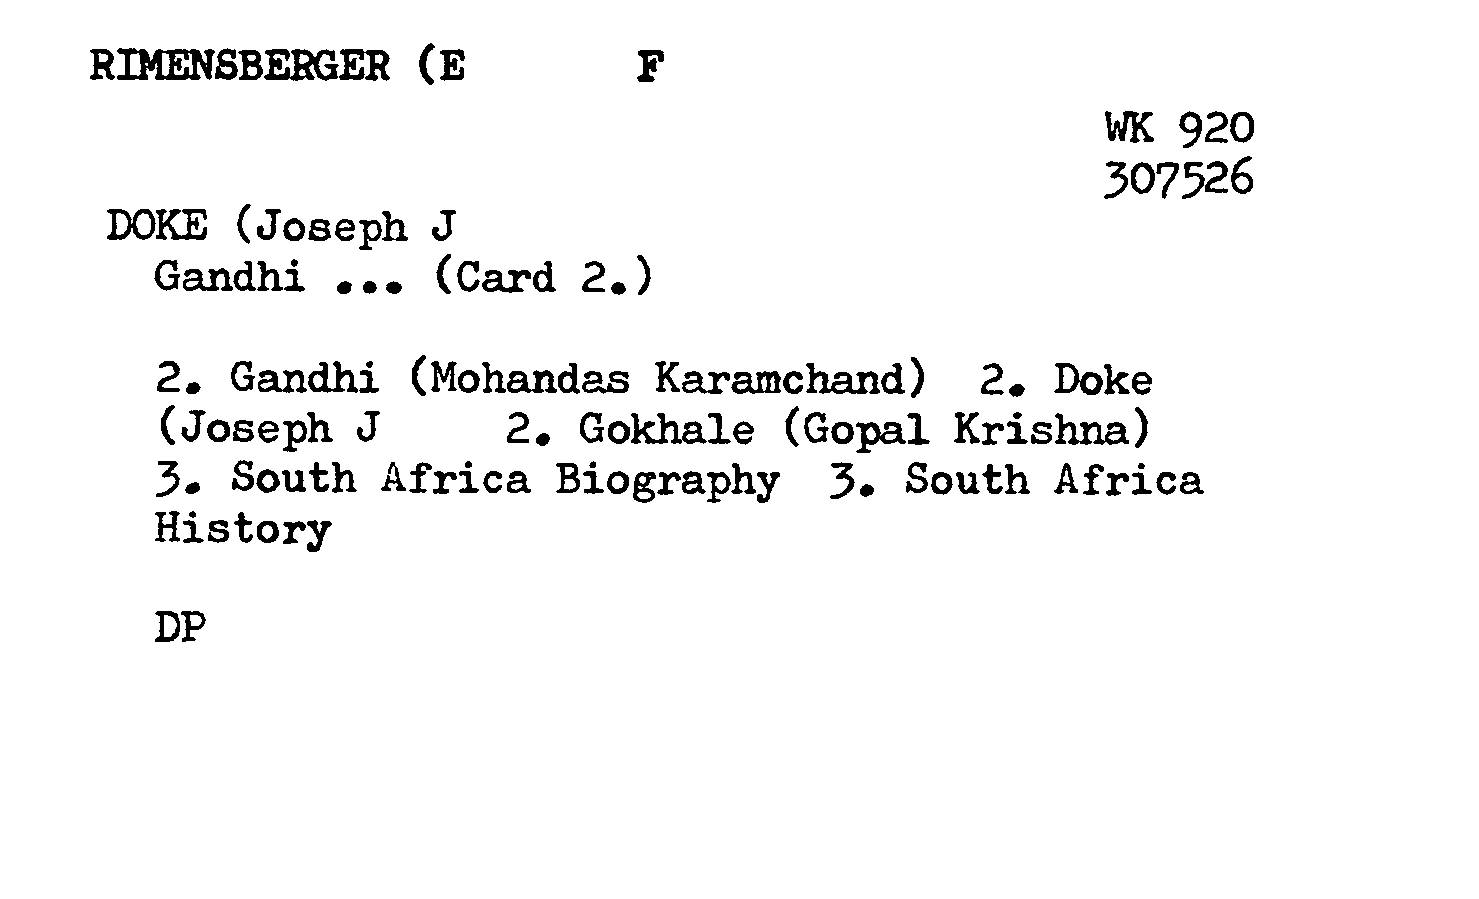 RIMENSBERGER (E F
WK 920
307526
DOKE (Joseph J
Gandhi ... (Card 2.)
2. Gandhi (Mohandas Karamchand) 2. Doke
(Joseph J 2. Gokhale (Gopal Krishna)
3. South Africa Biography 3. South Africa
History
DP